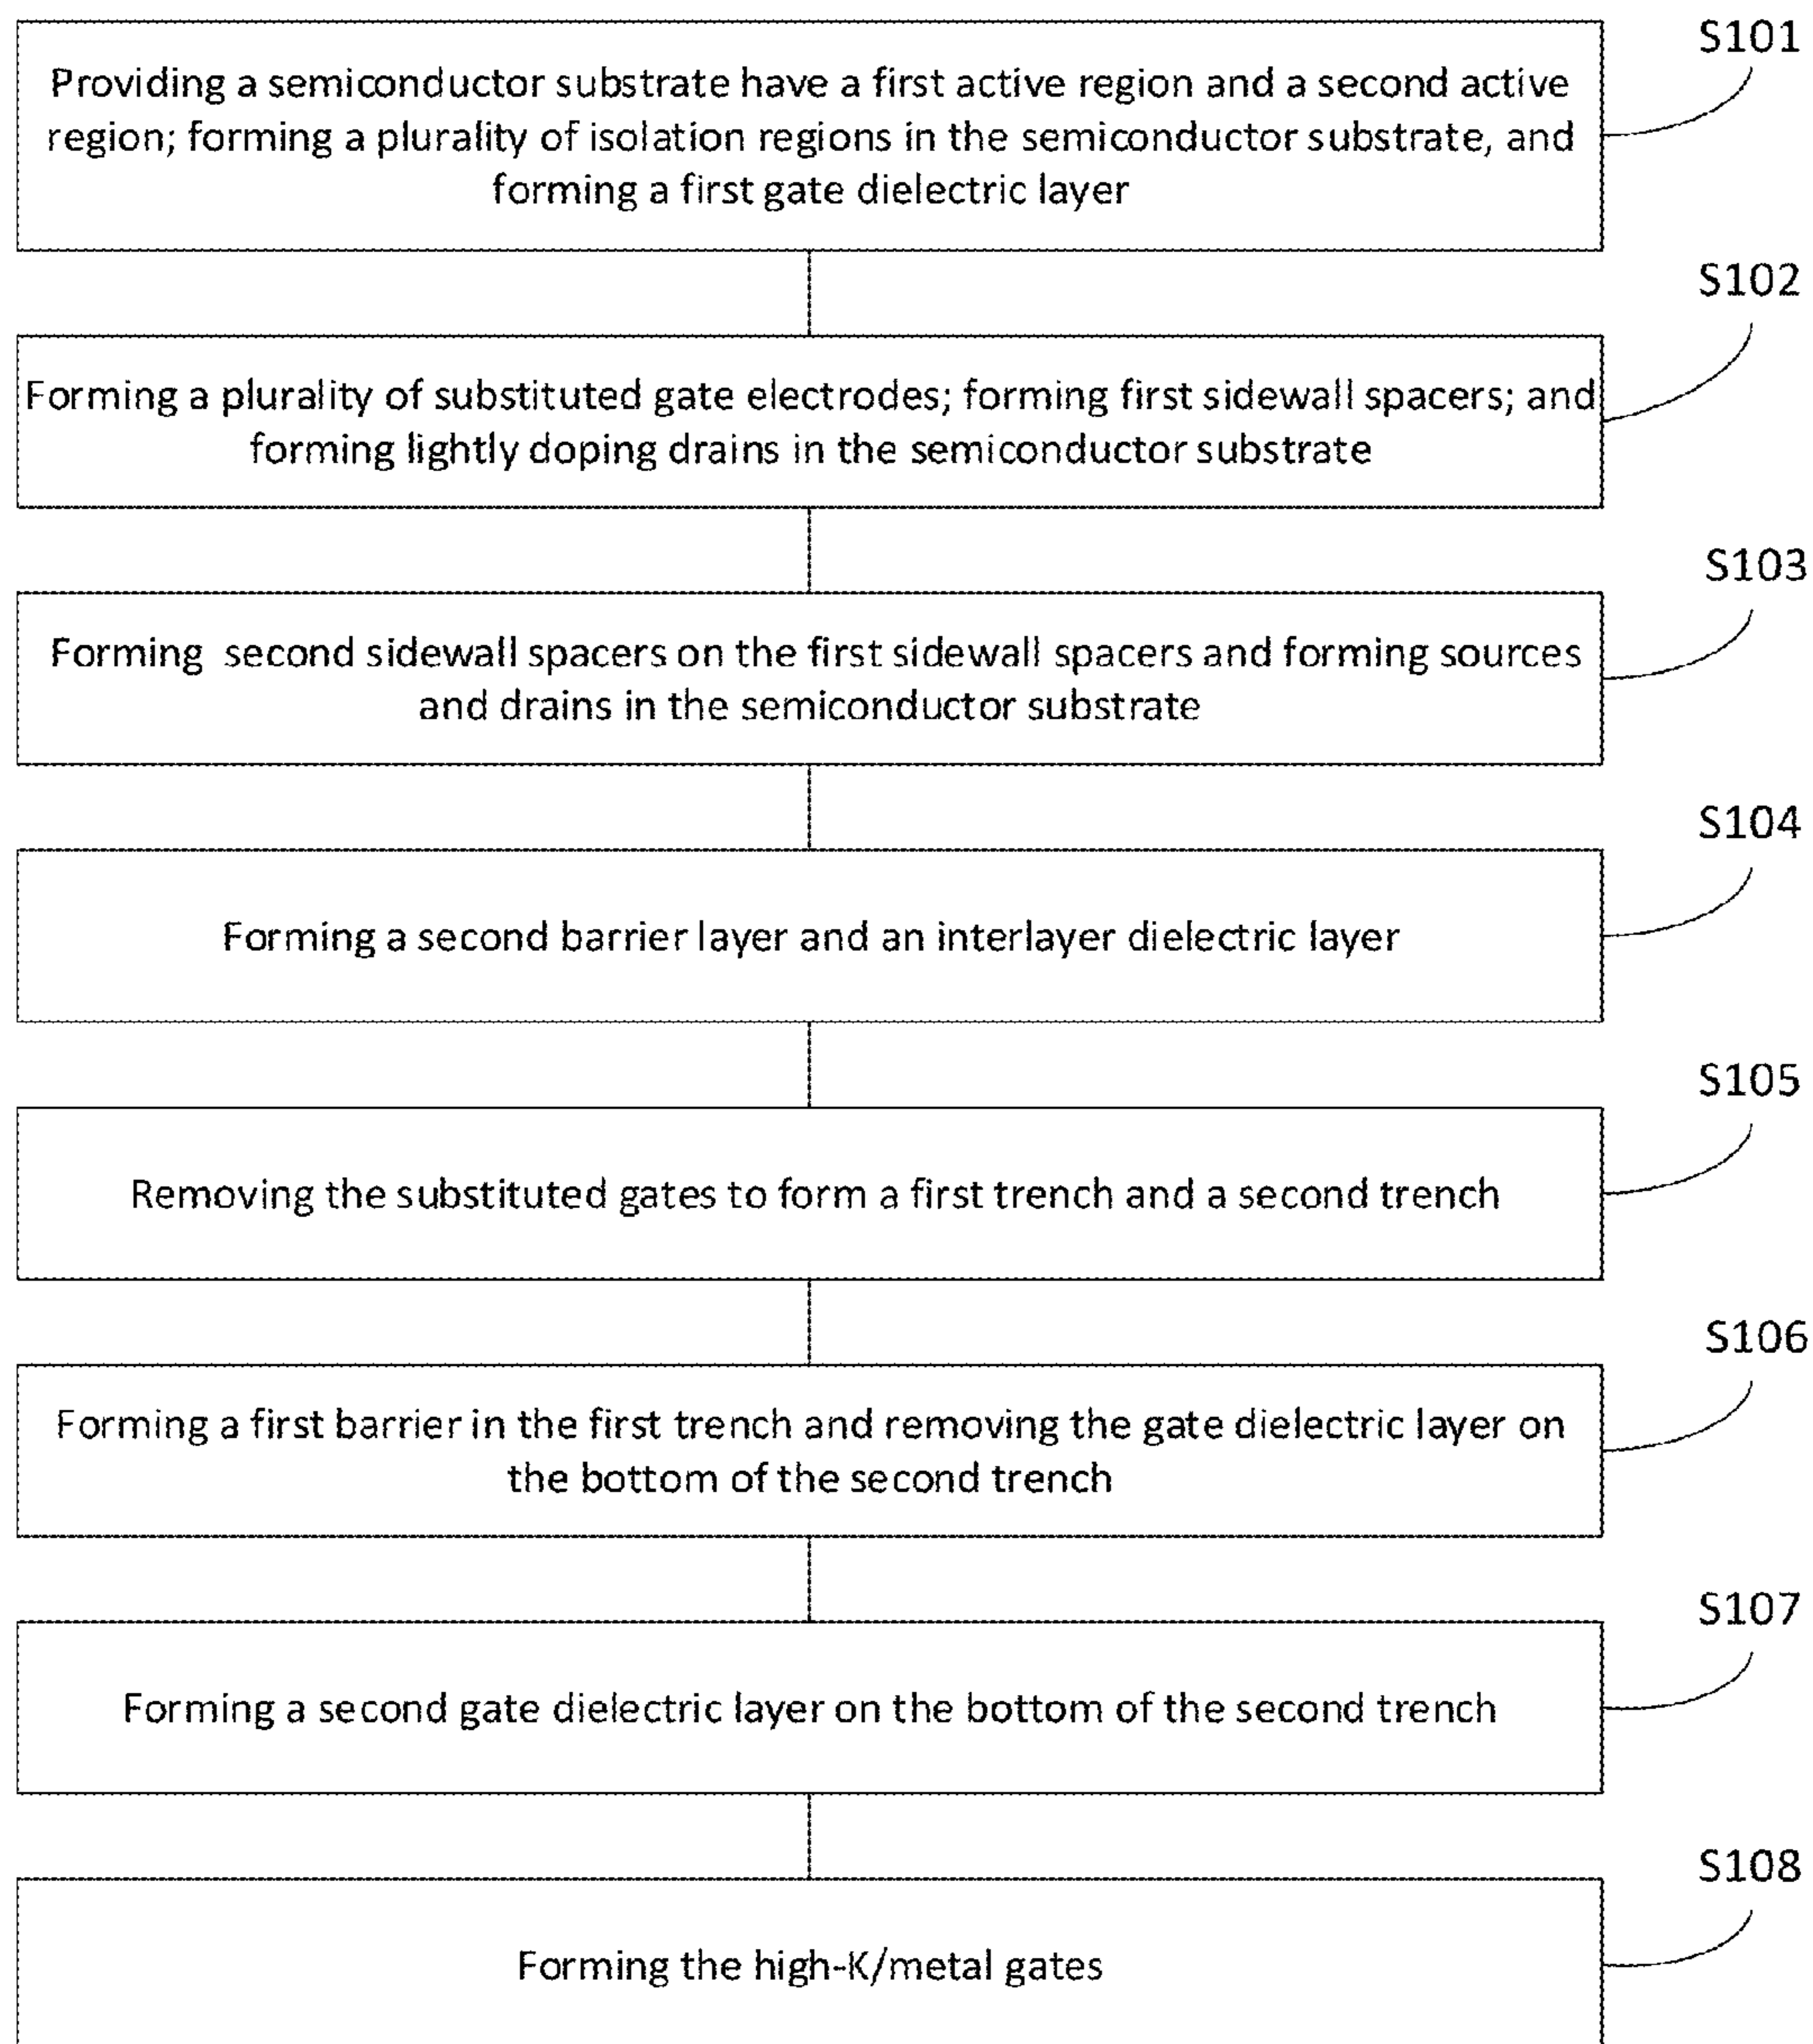 S101
Providing a semiconductor substrate have a first active region and a second active
region; forming a plurality of isolation regions in the semiconductor substrate, and
forming a first gate dielectric layer
S102
Forming a plurality of substituted gate electrodes; forming first sidewall spacers; and
forming lightly doping drains in the semiconductor substrate
S103
Forming second sidewall spacers on the first sidewall spacers and forming sources
and drains in the semiconductor substrate
S104
Forming a second barrier layer and an interlayer dielectric layer
S105
Removing the substituted gates to form a first trench and a second trench
S106
Forming a first barrier in the first trench and removing the gate dielectric layer on
the bottom of the second trench
S107
Forming a second gate dielectric layer on the bottom of the second trench
S108
Forming the high-K/metal gates